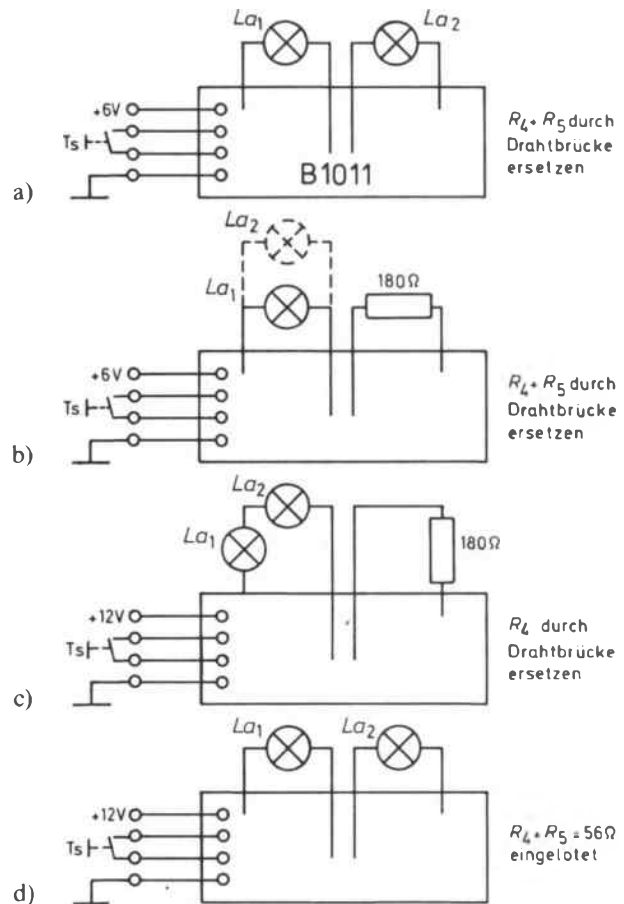 La1
La2
+6V
Ts
R4 + R5 durch
Drahtbrücke
ersetzen
B1011
a)
La2
La1
180Ω
+6V
Ts
R4 + R5 durch
Drahtbrücke
ersetzen
b)
La2
La1
180Ω
+12V
Ts
R4 durch
Drahtbrücke
ersetzen
c)
La1
La2
+12V
Ts
R4 + R5 = 56Ω
eingelötet
d)